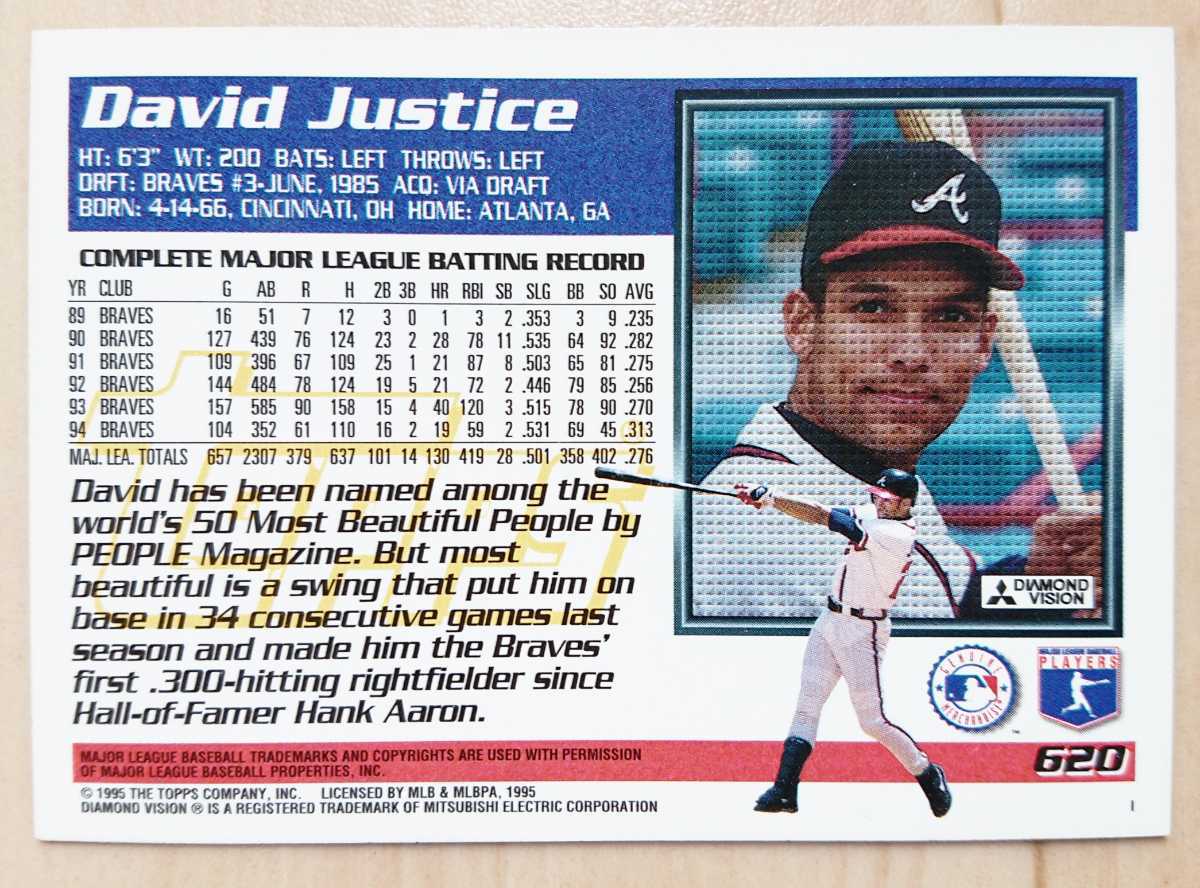 David Justice
HT: 6'3" WT: 200 BATS: LEFT THROWS: LEFT
DRFT: BRAVES #3-JUNE, 1985 ACQ: VIA DRAFT
BORN: 4-14-66, CINCINNATI, OH HOME: ATLANTA, GA
COMPLETE MAJOR LEAGUE BATTING RECORD
YR CLUB G AB R H 2B 3B HR RBI SB SLG BB SO AVG
89 BRAVES 16 51 7 12 3 0 1 3 2 .353 3 9 .235
90 BRAVES 127 439 76 124 23 2 28 78 11 .535 64 92 .282
91 BRAVES 109 396 67 109 25 1 21 87 8 .503 65 81 .275
92 BRAVES 144 484 78 124 19 5 21 72 2 .446 79 85 .256
93 BRAVES 157 585 90 158 15 4 40 120 3 .515 78 90 .270
94 BRAVES 104 352 61 110 16 2 19 59 2 .531 69 45 .313
MAJ. LEA. TOTALS 657 2307 379 637 101 14 130 419 28 .501 358 402 .276
topps
David has been named among the
world's 50 Most Beautiful People by
PEOPLE Magazine. But most
beautiful is a swing that put him on
base in 34 consecutive games last
season and made him the Braves'
first .300-hitting rightfielder since
Hall-of-Famer Hank Aaron.
A
DIAMOND
VISION
GENUINE
MERCHANDISE
™
MAJOR LEAGUE BASEBALL
PLAYERS
MAJOR LEAGUE BASEBALL TRADEMARKS AND COPYRIGHTS ARE USED WITH PERMISSION
OF MAJOR LEAGUE BASEBALL PROPERTIES, INC.
620
© 1995 THE TOPPS COMPANY, INC. LICENSED BY MLB & MLBPA, 1995
DIAMOND VISION ® IS A REGISTERED TRADEMARK OF MITSUBISHI ELECTRIC CORPORATION
I